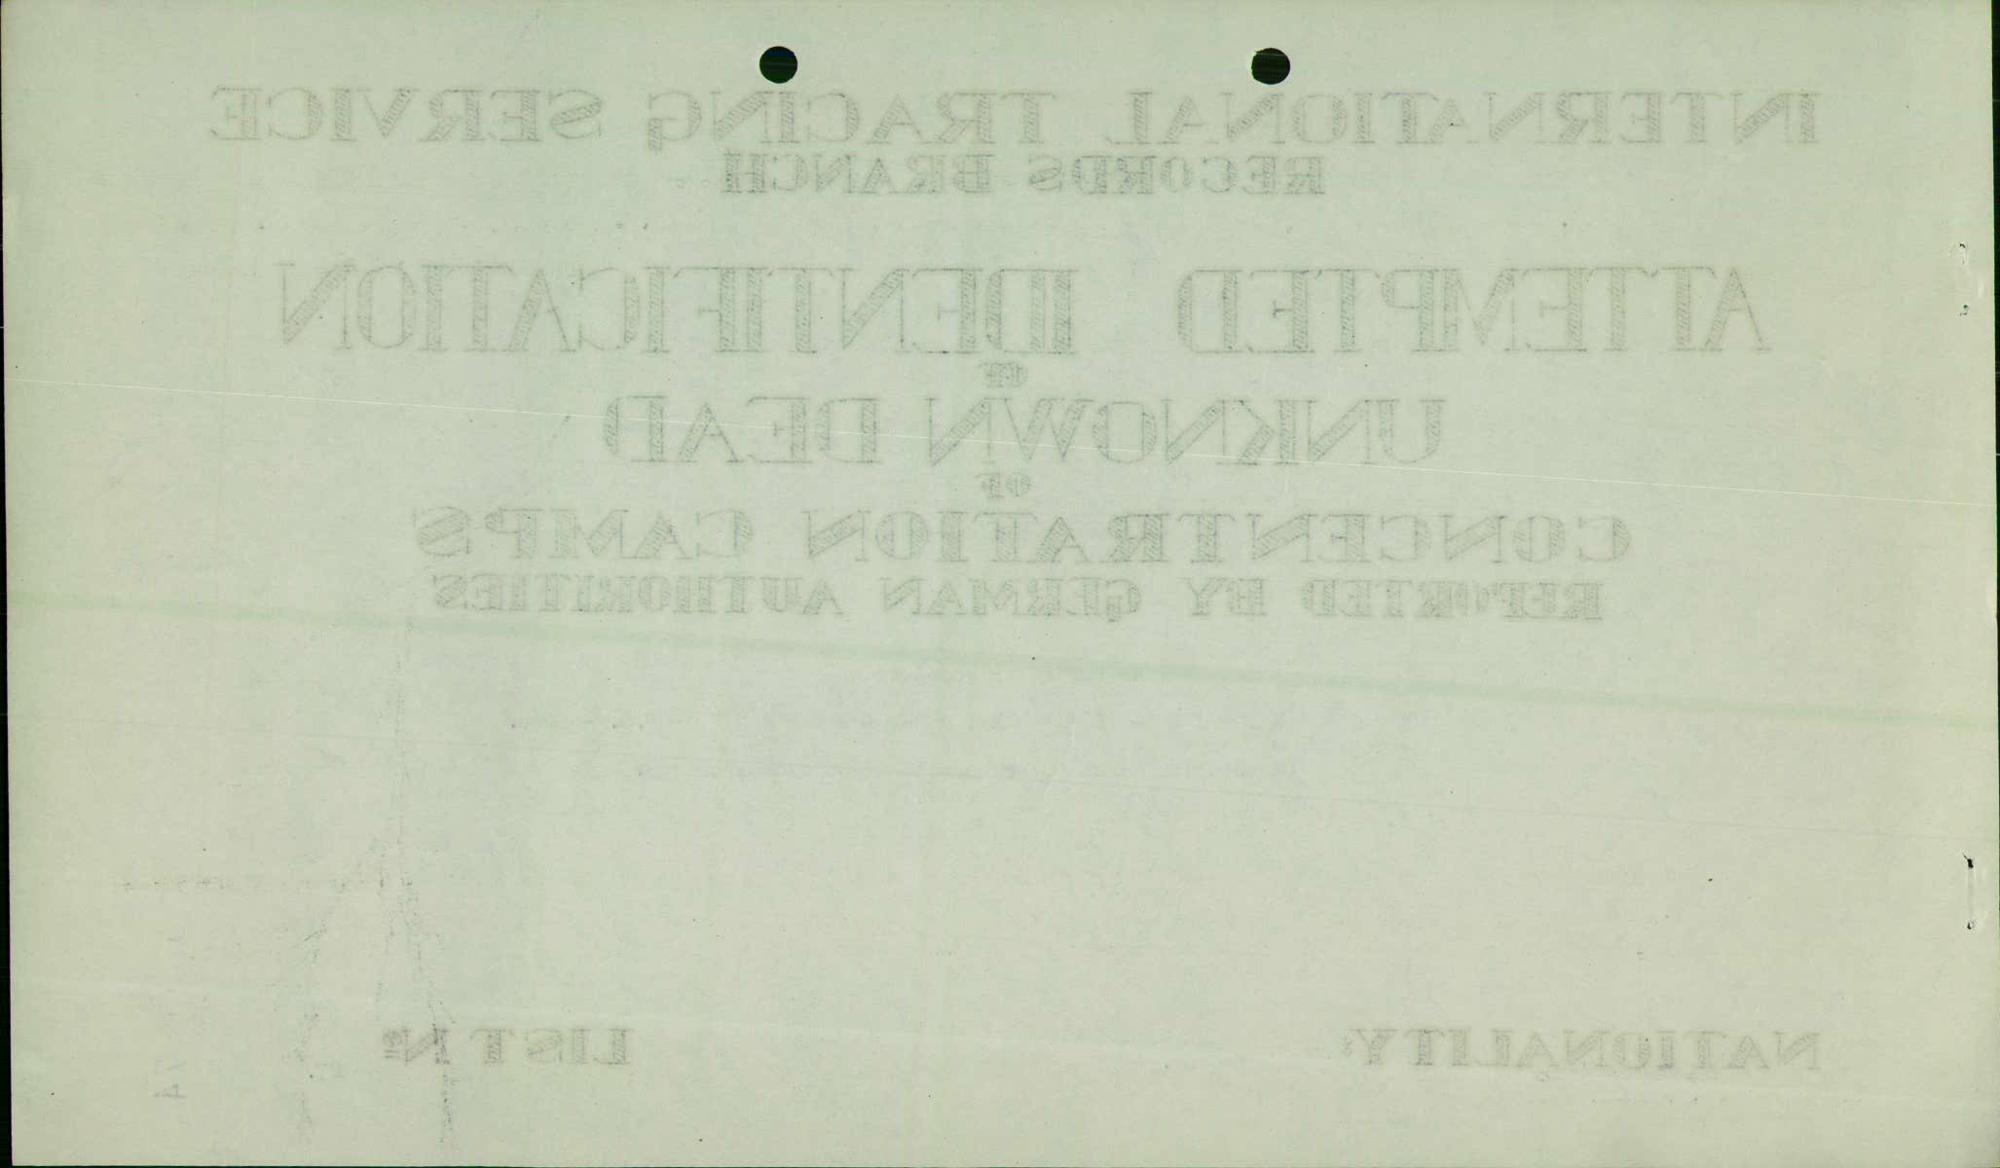 INTERNATIONAL TRACING SERVICE
RECORDS BRANCH
ATTEMPTED IDENTIFICATION
OF
UNKNOWN DEAD
OF
CONCENTRATION CAMPS
REPORTED BY GERMAN AUTHORITIES
NATIONALITY: LIST Nº